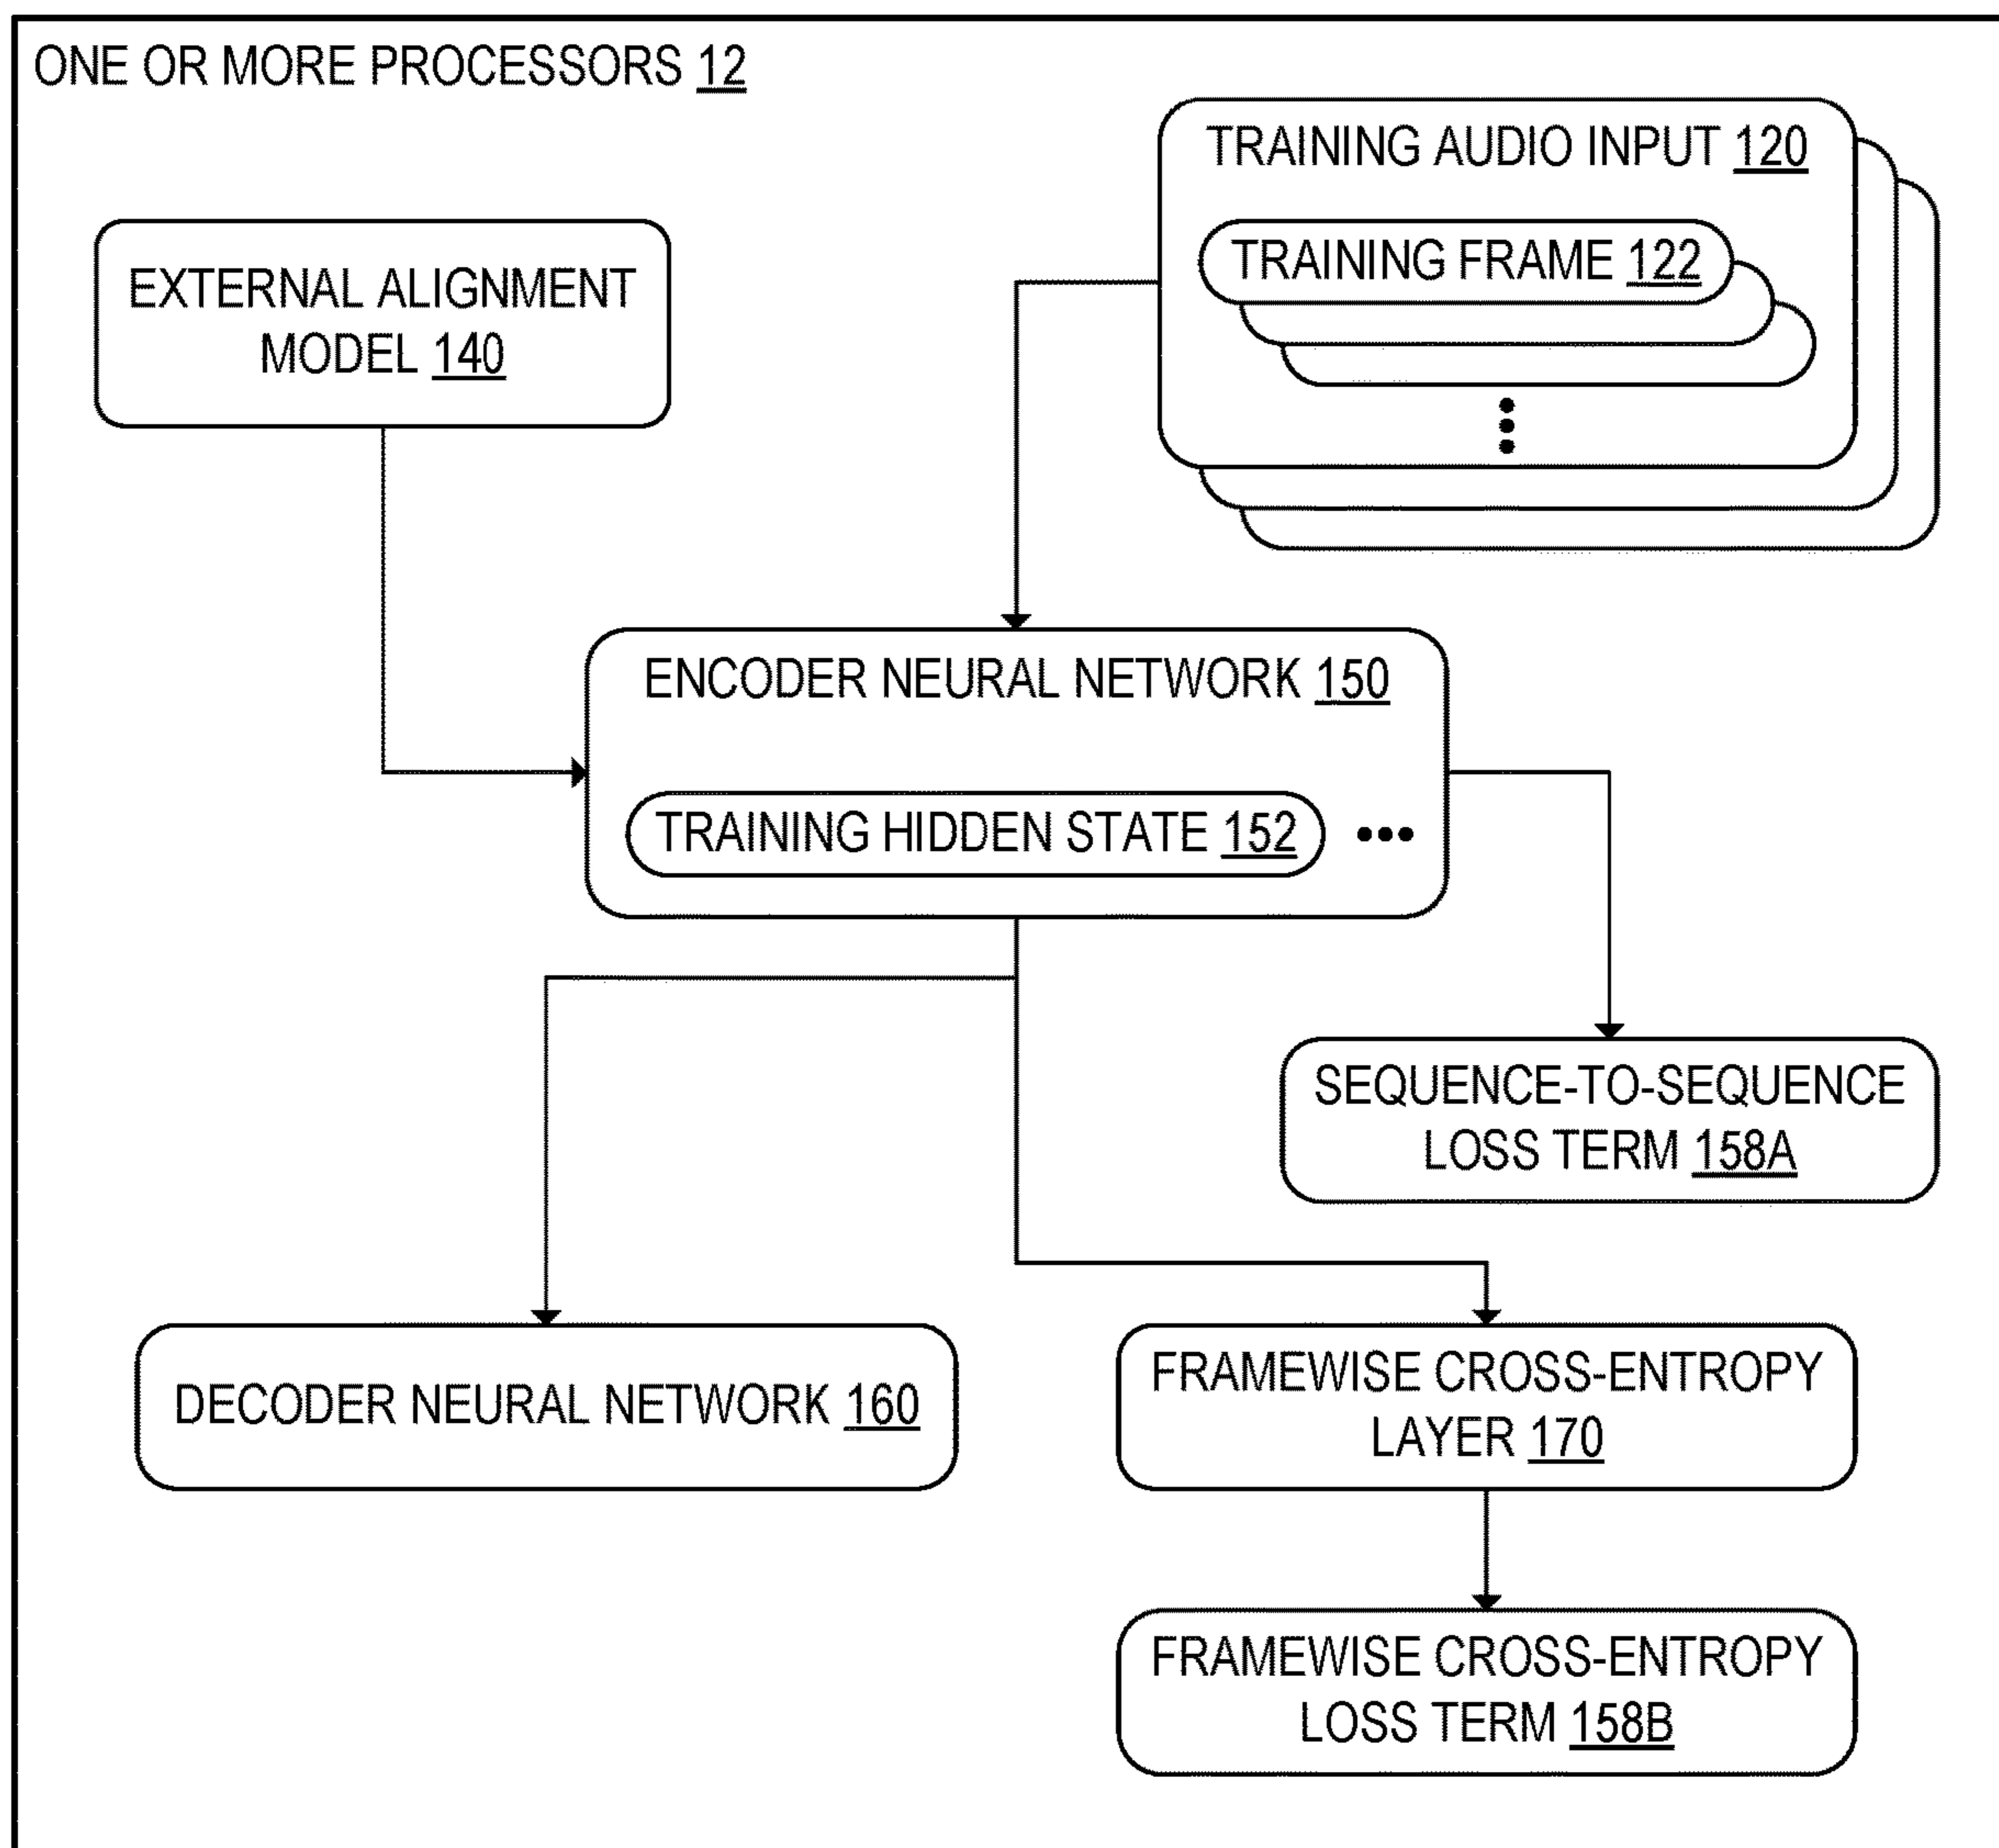 ONE OR MORE PROCESSORS 12
TRAINING AUDIO INPUT 120
TRAINING FRAME 122
EXTERNAL ALIGNMENT
MODEL 140
ENCODER NEURAL NETWORK 150
TRAINING HIDDEN STATE 152
SEQUENCE-TO-SEQUENCE
LOSS TERM 158A
DECODER NEURAL NETWORK 160
FRAMEWISE CROSS-ENTROPY
LAYER 170
FRAMEWISE CROSS-ENTROPY
LOSS TERM 158B